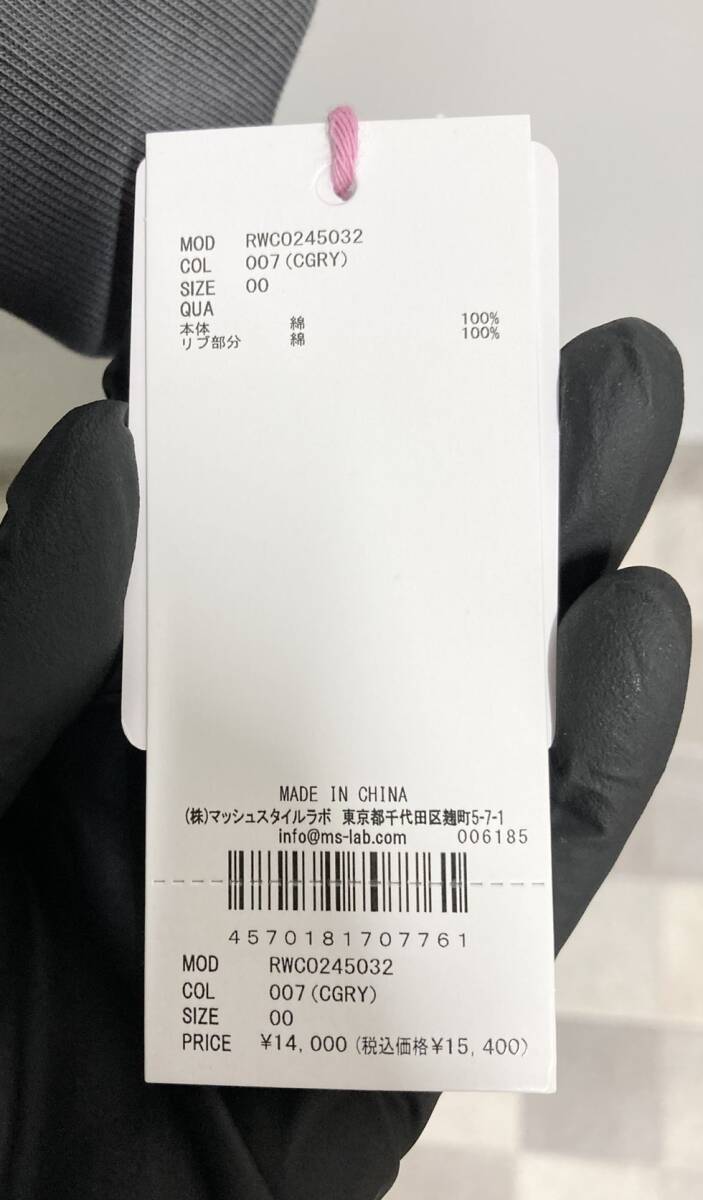 MOD RWCO245032
COL 007(CGRY)
SIZE 00
QUA
本体 綿 100%
リブ部分 綿 100%
MADE IN CHINA
(株)マッシュスタイルラボ 東京都千代田区麹町5-7-1
info@ms-lab.com 006185
4570181707761
MOD RWCO245032
COL 007(CGRY)
SIZE 00
PRICE ¥14,000(税込価格¥15,400)